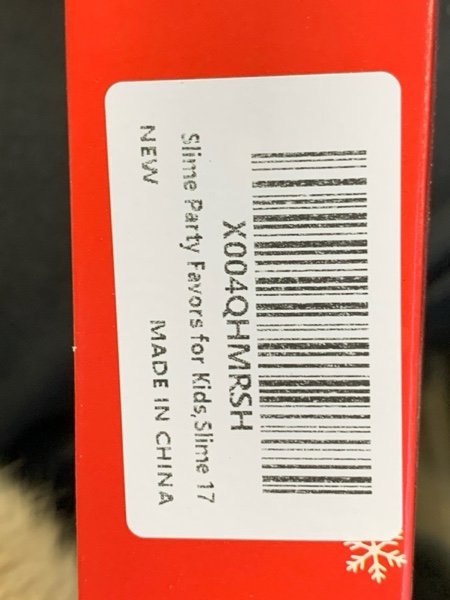 X004QHMRSH
Slime Party Favors for Kids,Slime 17
NEW MADE IN CHINA